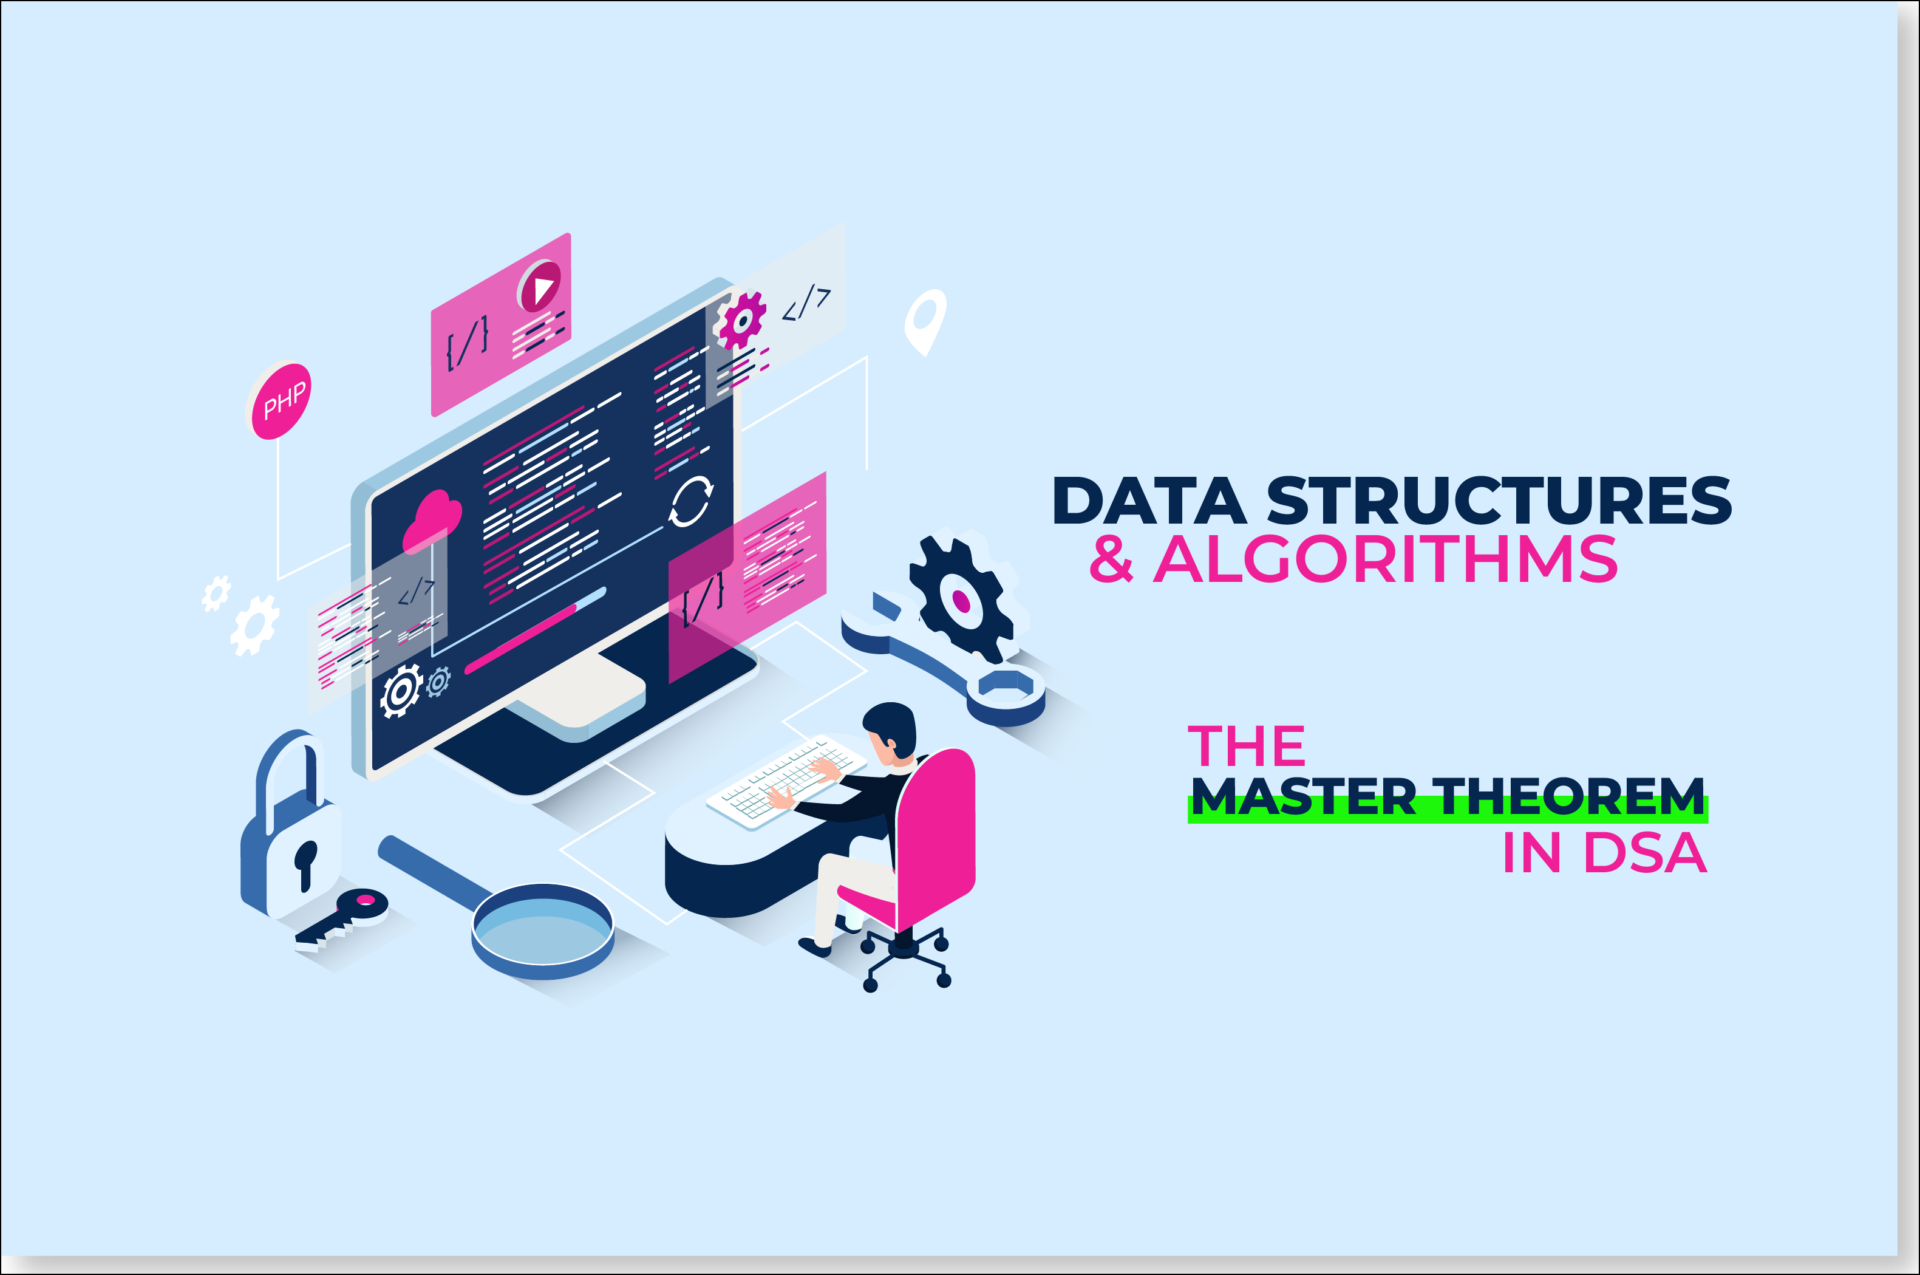 PHP
[/]
</>
</>
[/]
DATA STRUCTURES
& ALGORITHMS
THE
MASTER THEOREM
IN DSA